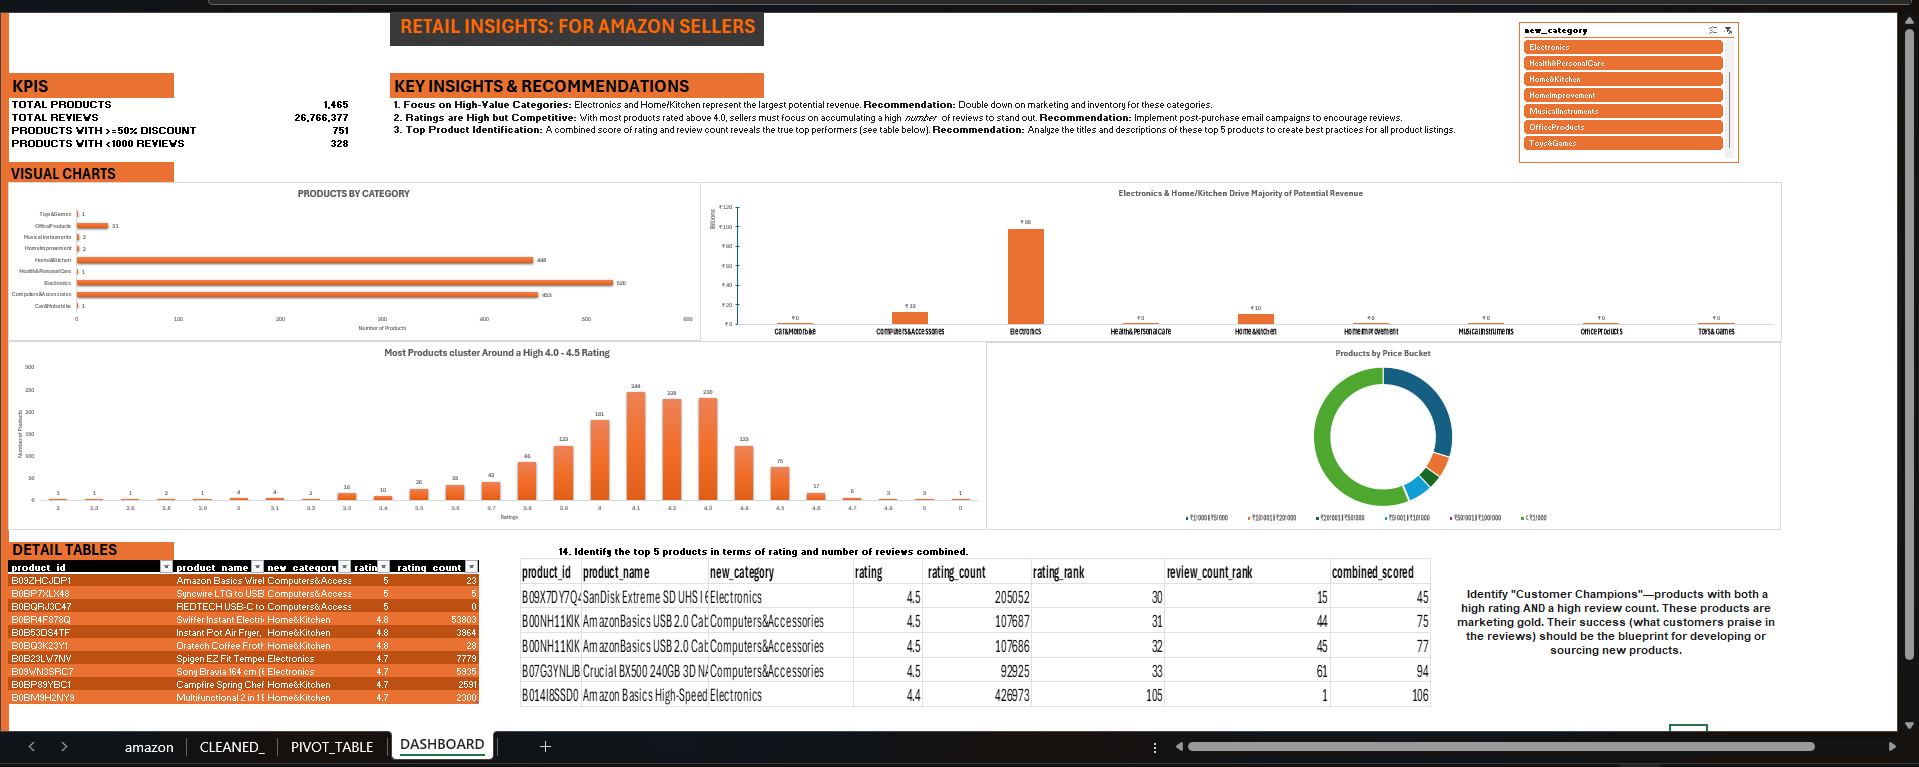 RETAIL INSIGHTS: FOR AMAZON SELLERS
new_category
Electronics
Health&PersonalCare
Home&Kitchen
HomeImprovement
MusicalInstruments
OfficeProducts
Toys&Games
KPIS
TOTAL PRODUCTS 1,465
TOTAL REVIEWS 26,766,377
PRODUCTS WITH >=50% DISCOUNT 751
PRODUCTS WITH <1000 REVIEWS 328
KEY INSIGHTS & RECOMMENDATIONS
1. Focus on High-Value Categories: Electronics and Home/Kitchen represent the largest potential revenue. Recommendation: Double down on marketing and inventory for these categories.
2. Ratings are High but Competitive: With most products rated above 4.0, sellers must focus on accumulating a high number of reviews to stand out. Recommendation: Implement post-purchase email campaigns to encourage reviews.
3. Top Product Identification: A combined score of rating and review count reveals the true top performers (see table below). Recommendation: Analyze the titles and descriptions of these top 5 products to create best practices for all product listings.
VISUAL CHARTS
PRODUCTS BY CATEGORY
Toys&Games 1
OfficeProducts 31
MusicalInstruments 2
HomeImprovement 2
Home&Kitchen 448
Health&PersonalCare 1
Electronics 526
Computers&Accessories 453
Car&Motorbike 1
0 100 200 300 400 500 600
Number of Products
Electronics & Home/Kitchen Drive Majority of Potential Revenue
Billions
₹120
₹100
₹80
₹60
₹40
₹20
₹0
₹0 ₹13 ₹98 ₹0 ₹10 ₹0 ₹0 ₹0 ₹0
Car&Motorbike Computers&Accessories Electronics Health&PersonalCare Home&Kitchen HomeImprovement MusicalInstruments OfficeProducts Toys&Games
Most Products cluster Around a High 4.0 - 4.5 Rating
Number of Products
300
250
200
150
100
50
0
1 1 1 2 1 4 4 2 16 10 26 35 42 86 123 181 244 228 230 123 75 17 6 3 3 1
2 2.3 2.6 2.8 2.9 3 3.1 3.2 3.3 3.4 3.5 3.6 3.7 3.8 3.9 4 4.1 4.2 4.3 4.4 4.5 4.6 4.7 4.8 5 0
Ratings
Products by Price Bucket
DETAIL TABLES
product_id product_name new_category ratin rating_count
B09ZHCJDP1 Amazon Basics Wirel Computers&Access 5 23
B0BP7XLX48 Syncwire LTG to USB Computers&Access 5 5
B0BQRJ3C47 REDTECH USB-C to Computers&Access 5 0
B0BR4F878Q Swiffer Instant Electri Home&Kitchen 4.8 53803
B0B53DS4TF Instant Pot Air Fryer, Home&Kitchen 4.8 3964
B0BQ3K23Y1 Oratech Coffee Froth Home&Kitchen 4.8 28
B0B23LW7NV Spigen EZ Fit Temper Electronics 4.7 7779
B09WN3SRC7 Sony Bravia 164 cm (6 Electronics 4.7 5935
B0BP89YBC1 Campfire Spring Chef Home&Kitchen 4.7 2591
B0BM9H2NY9 Multifunctional 2 in 1 E Home&Kitchen 4.7 2300
14. Identify the top 5 products in terms of rating and number of reviews combined.
product_id product_name new_category rating rating_count rating_rank review_count_rank combined_scored
B09X7DY7Q4 SanDisk Extreme SD UHS I 6 Electronics 4.5 205052 30 15 45
B00NH11KIK AmazonBasics USB 2.0 Cab Computers&Accessories 4.5 107687 31 44 75
B00NH11KIK AmazonBasics USB 2.0 Cab Computers&Accessories 4.5 107686 32 45 77
B07G3YNLJB Crucial BX500 240GB 3D NA Computers&Accessories 4.5 92925 33 61 94
B014I8SSD0 Amazon Basics High-Speed Electronics 4.4 426973 105 1 106
Identify "Customer Champions"—products with both a
high rating AND a high review count. These products are
marketing gold. Their success (what customers praise in
the reviews) should be the blueprint for developing or
sourcing new products.
amazon CLEANED_ PIVOT_TABLE DASHBOARD